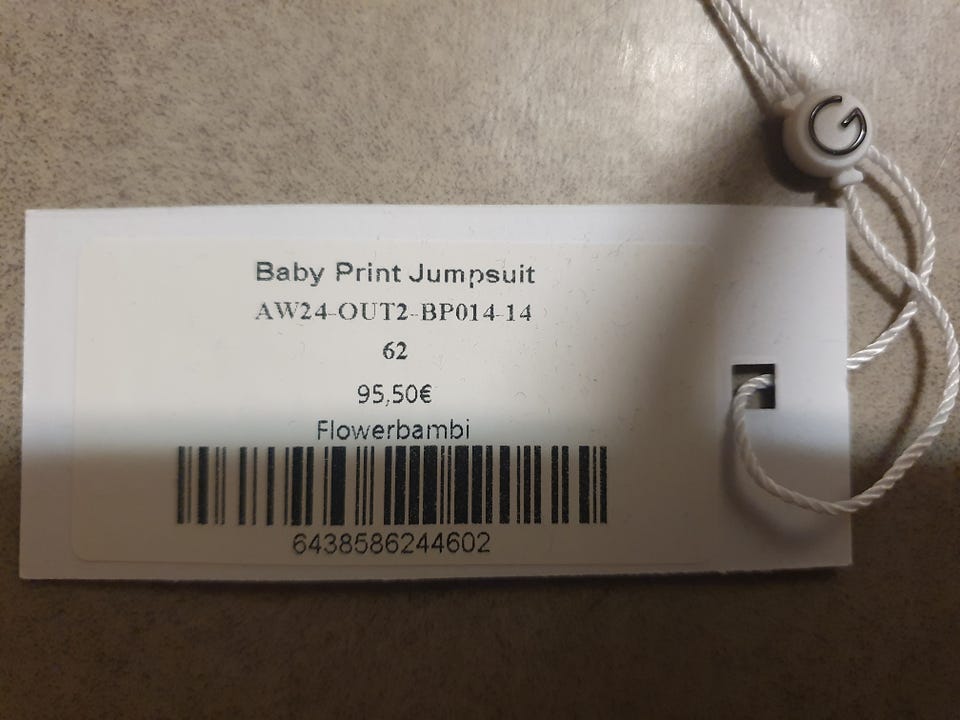 Baby Print Jumpsuit
AW24-OUT2-BP014-14
62
95,50€
Flowerbambi
6438586244602
G